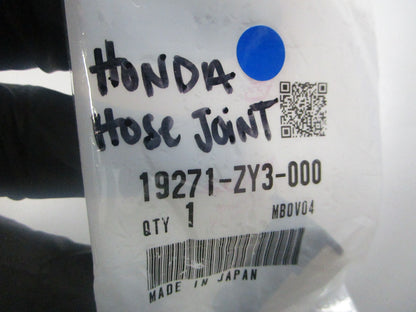 HONDA
HOSE JOINT
19271-ZY3-000
QTY 1 MBOV04
MADE IN JAPAN